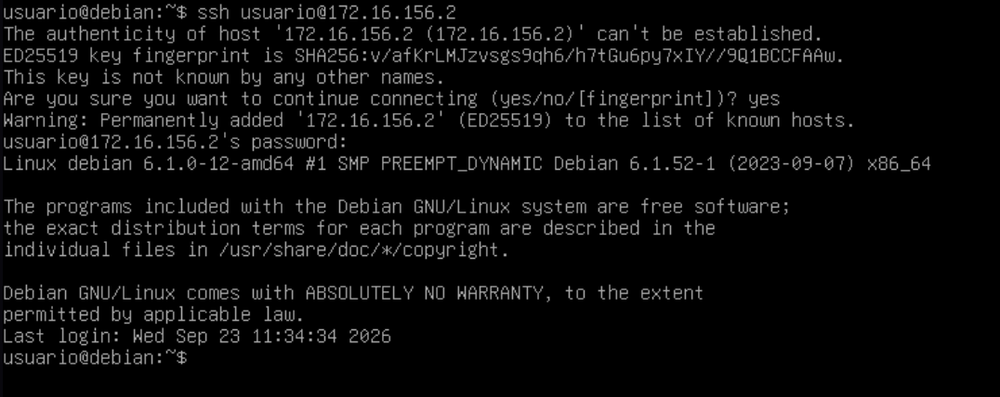 usuario@debian:~$ ssh usuario@172.16.156.2
The authenticity of host '172.16.156.2 (172.16.156.2)' can't be established.
ED25519 key fingerprint is SHA256:v/afKrLMJzvsgs9qh6/h7tGu6py7xIY//9Q1BCCFAAw.
This key is not known by any other names.
Are you sure you want to continue connecting (yes/no/[fingerprint])? yes
Warning: Permanently added '172.16.156.2' (ED25519) to the list of known hosts.
usuario@172.16.156.2's password:
Linux debian 6.1.0-12-amd64 #1 SMP PREEMPT_DYNAMIC Debian 6.1.52-1 (2023-09-07) x86_64

The programs included with the Debian GNU/Linux system are free software;
the exact distribution terms for each program are described in the
individual files in /usr/share/doc/*/copyright.

Debian GNU/Linux comes with ABSOLUTELY NO WARRANTY, to the extent
permitted by applicable law.
Last login: Wed Sep 23 11:34:34 2026
usuario@debian:~$